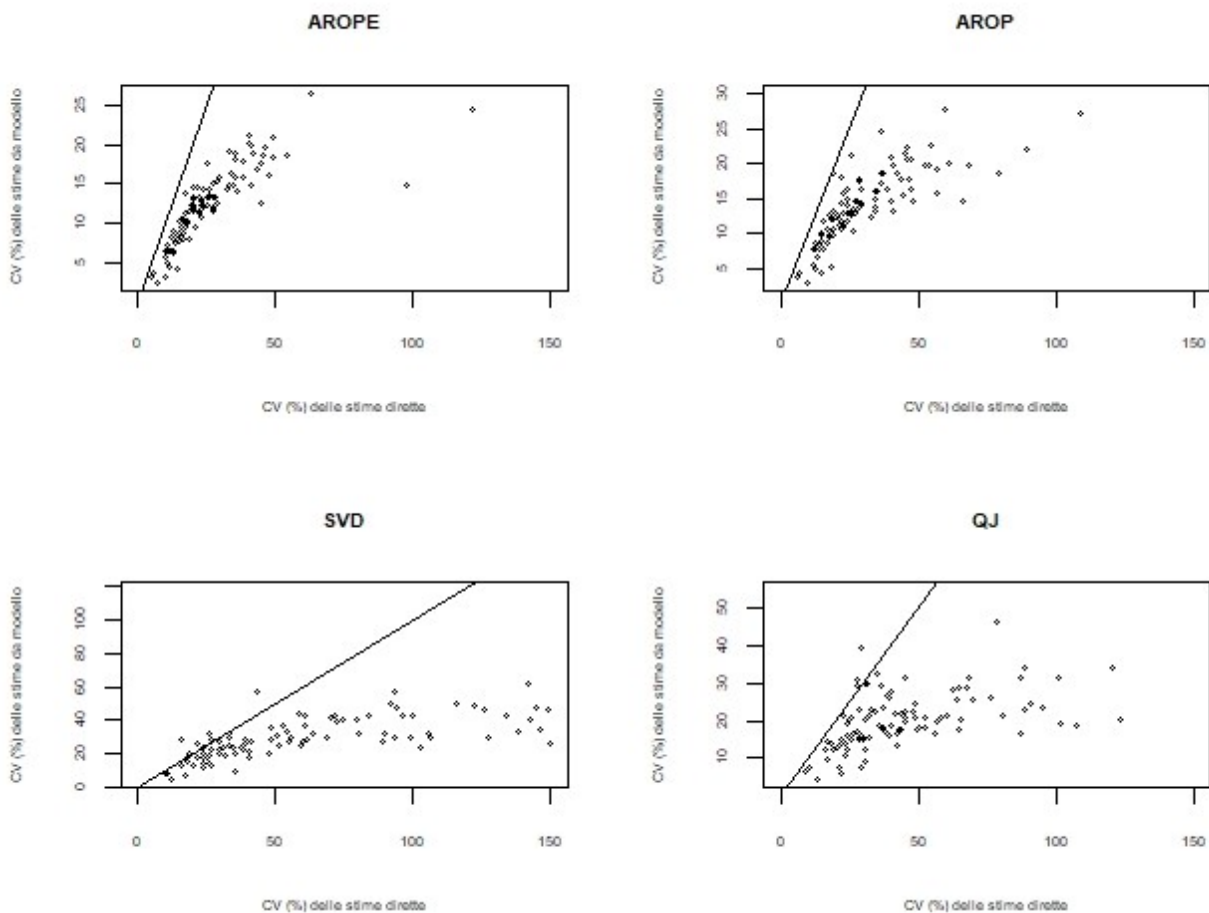 AROPE
CV (%) delle stime da modello
25
20
15
10
5
0 50 100 150
CV (%) delle stime dirette
AROP
CV (%) delle stime da modello
30
25
20
15
10
5
0 50 100 150
CV (%) delle stime dirette
SVD
CV (%) delle stime da modello
100
80
60
40
20
0
0 50 100 150
CV (%) delle stime dirette
QJ
CV (%) delle stime da modello
50
40
30
20
10
0 50 100 150
CV (%) delle stime dirette